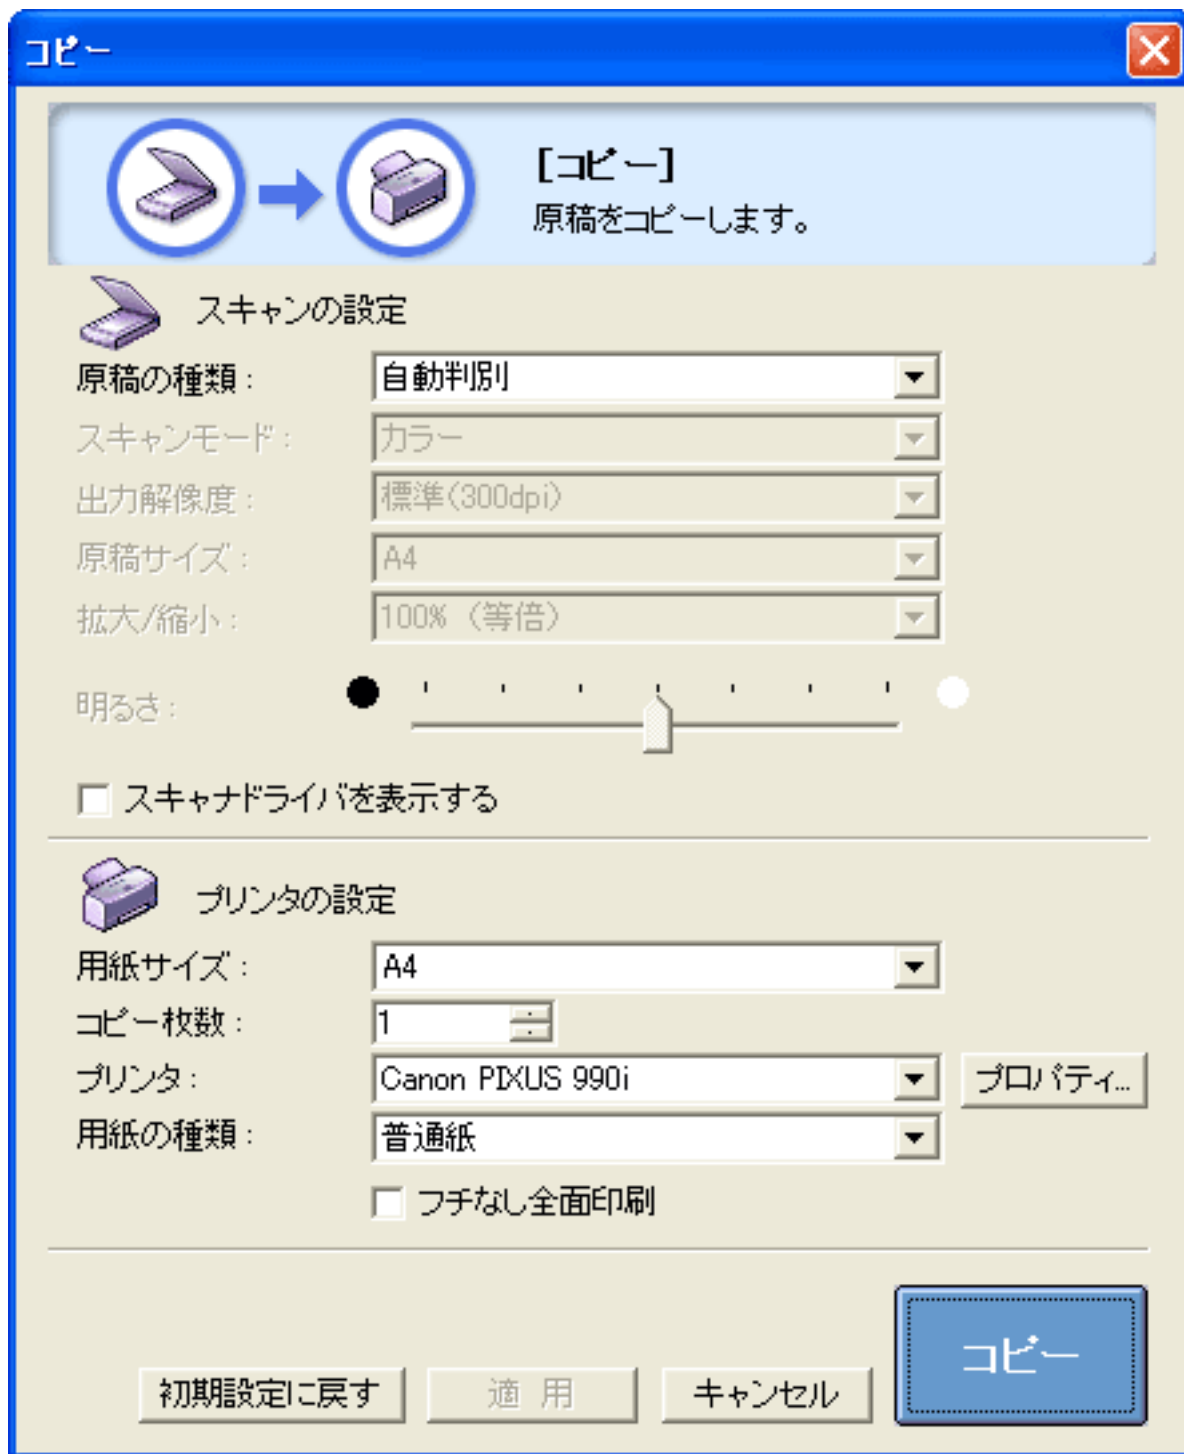 コピー
[コピー]
原稿をコピーします。
スキャンの設定
原稿の種類: 自動判別
スキャンモード: カラー
出力解像度: 標準(300dpi)
原稿サイズ: A4
拡大/縮小: 100% (等倍)
明るさ:
スキャナドライバを表示する
プリンタの設定
用紙サイズ: A4
コピー枚数: 1
プリンタ: Canon PIXUS 990i プロパティ...
用紙の種類: 普通紙
フチなし全面印刷
初期設定に戻す 適 用 キャンセル コピー